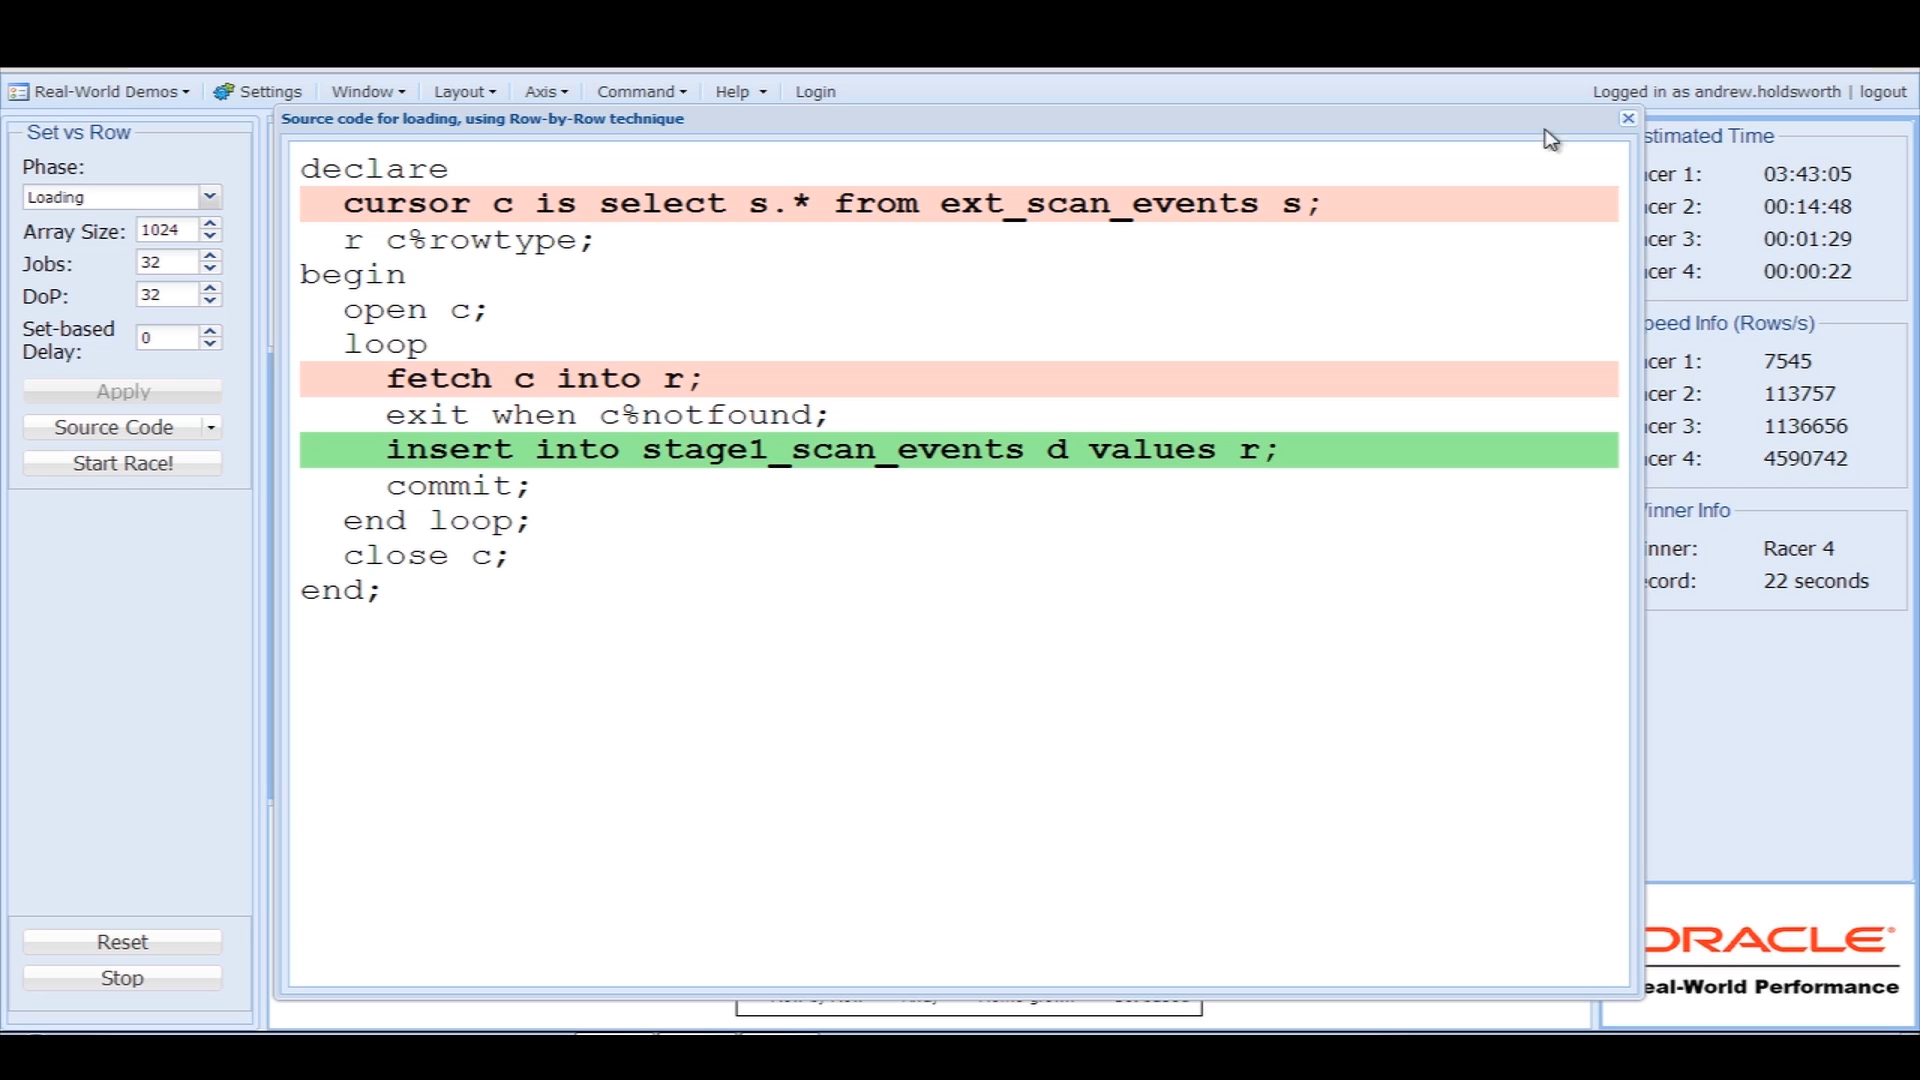 Real-World Demos Settings Window Layout Axis Command Help Login Logged in as andrew.holdsworth | logout
Set vs Row
Phase:
Loading
Array Size: 1024
Jobs: 32
DoP: 32
Set-based
Delay: 0
Apply
Source Code
Start Race!
Reset
Stop
Source code for loading, using Row-by-Row technique
declare
cursor c is select s.* from ext_scan_events s;
r c%rowtype;
begin
open c;
loop
fetch c into r;
exit when c%notfound;
insert into stage1_scan_events d values r;
commit;
end loop;
close c;
end;
stimated Time
cer 1: 03:43:05
cer 2: 00:14:48
cer 3: 00:01:29
cer 4: 00:00:22
peed Info (Rows/s)
cer 1: 7545
cer 2: 113757
cer 3: 1136656
cer 4: 4590742
inner Info
nner: Racer 4
cord: 22 seconds
ORACLE
eal-World Performance